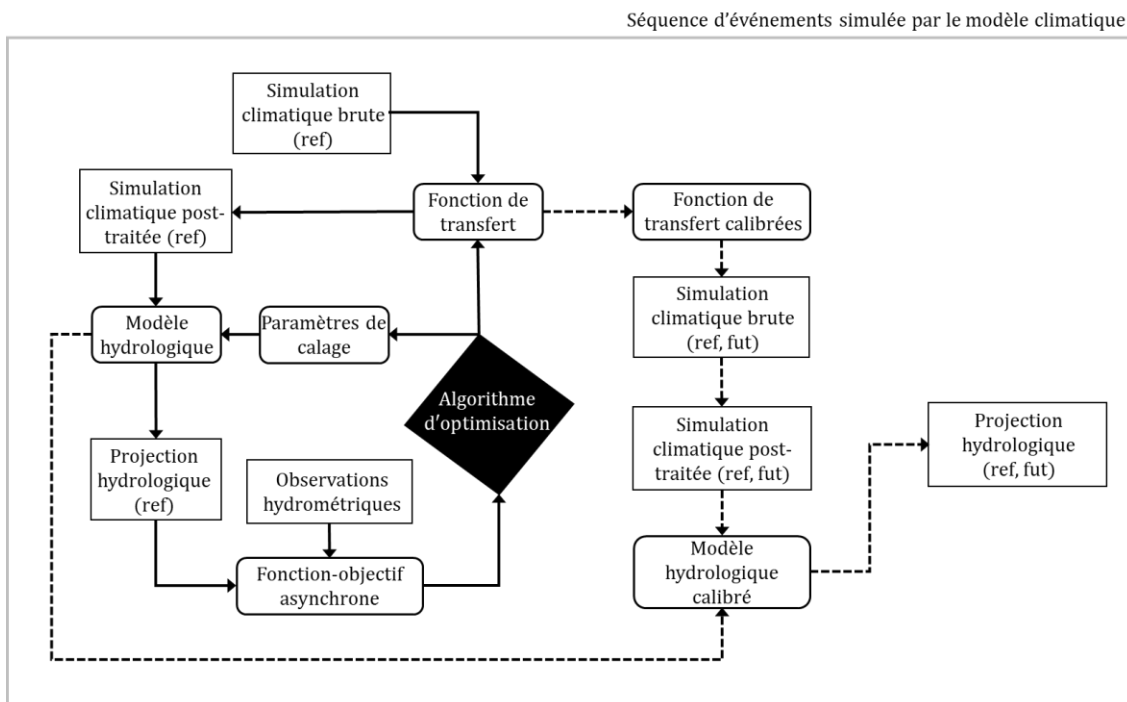 Séquence d’événements simulée par le modèle climatique
Simulation
climatique brute
(ref)
Simulation
climatique post-
traitée (ref)
Fonction de
transfert
Fonction de
transfert calibrées
Modèle
hydrologique
Paramètres de
calage
Simulation
climatique brute
(ref, fut)
Algorithme
d’optimisation
Projection
hydrologique
(ref)
Observations
hydrométriques
Simulation
climatique post-
traitée (ref, fut)
Projection
hydrologique
(ref, fut)
Fonction-objectif
asynchrone
Modèle
hydrologique
calibré